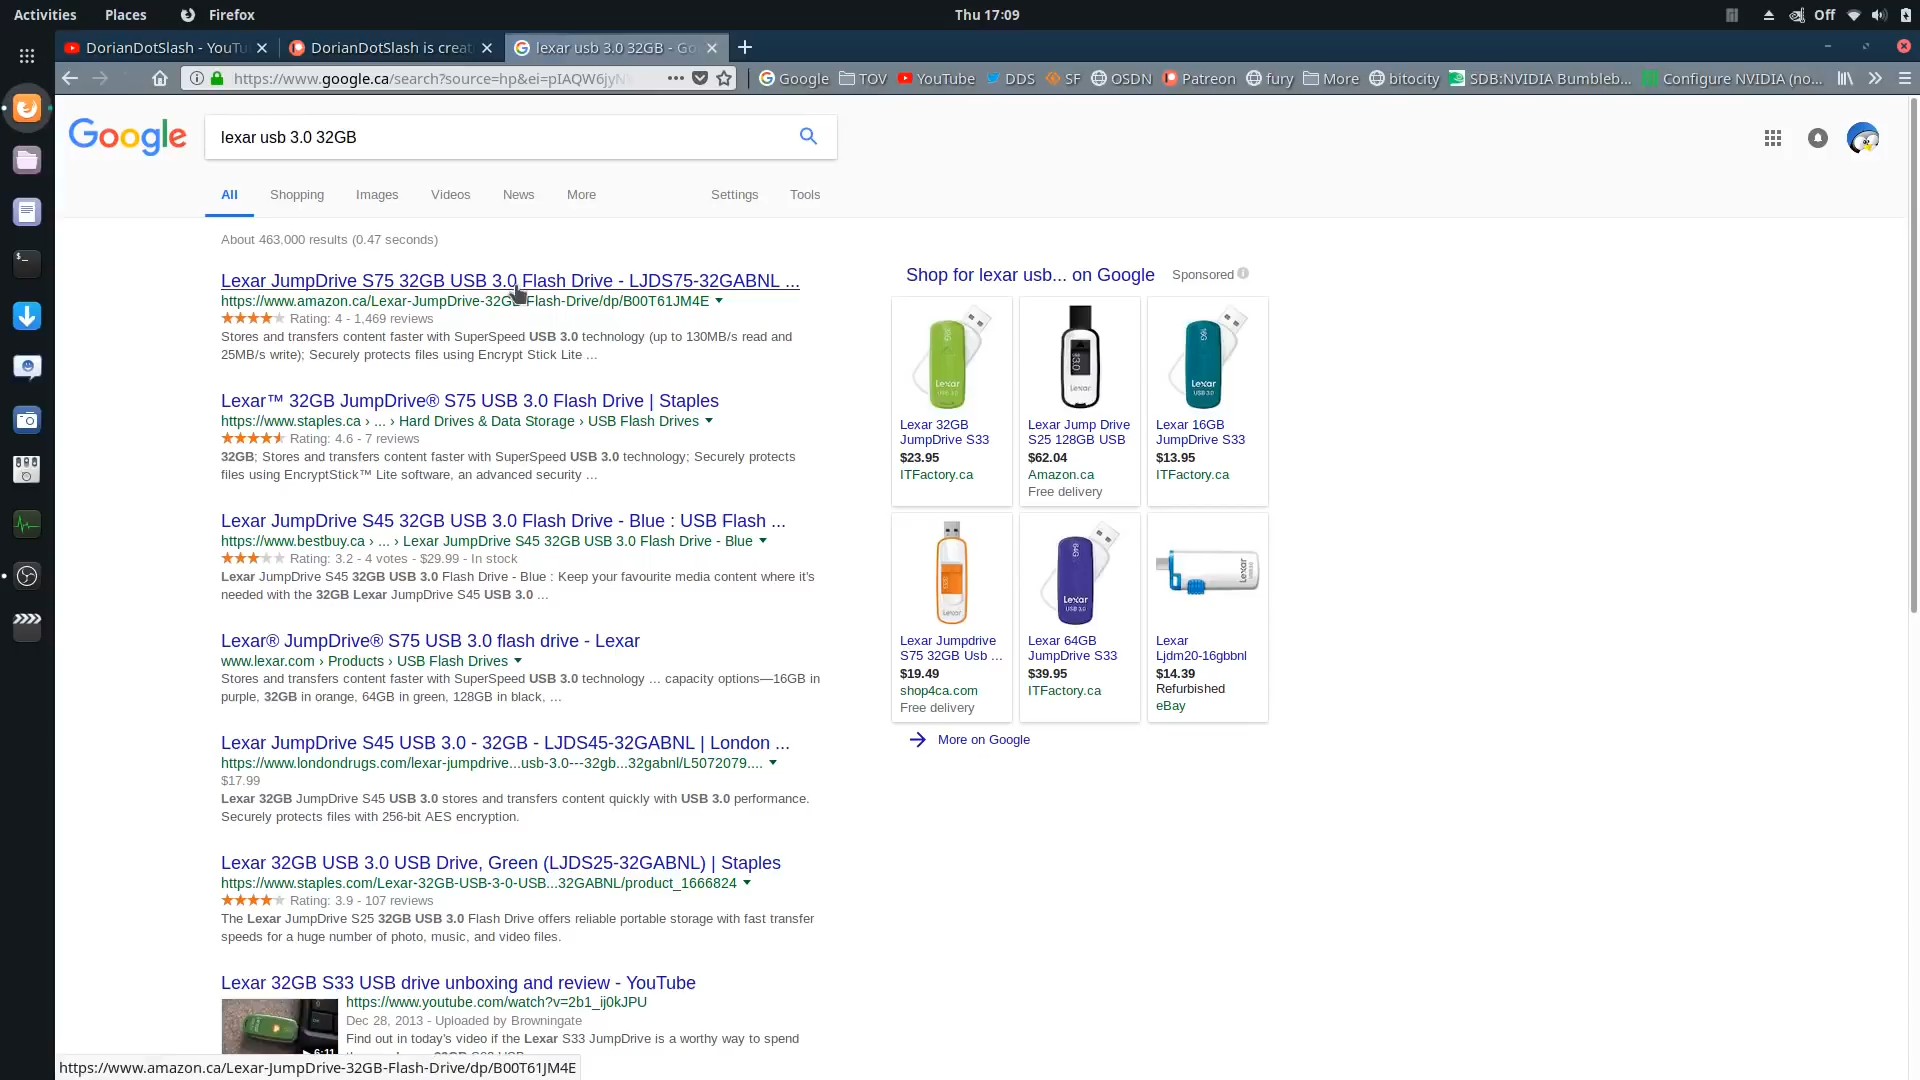 Activities Places Firefox Thu 17:09 Off
DorianDotSlash - YouTu DorianDotSlash is creat lexar usb 3.0 32GB - Go
https://www.google.ca/search?source=hp&ei=pIAQW6jyN Google TOV YouTube DDS SF OSDN Patreon fury More bitocity SDB:NVIDIA Bumbleb... Configure NVIDIA (no...
Google lexar usb 3.0 32GB
All Shopping Images Videos News More Settings Tools
About 463,000 results (0.47 seconds)
Lexar JumpDrive S75 32GB USB 3.0 Flash Drive - LJDS75-32GABNL ...
https://www.amazon.ca/Lexar-JumpDrive-32G Flash-Drive/dp/B00T61JM4E
Rating: 4 - 1,469 reviews
Stores and transfers content faster with SuperSpeed USB 3.0 technology (up to 130MB/s read and
25MB/s write); Securely protects files using Encrypt Stick Lite ...
Lexar™ 32GB JumpDrive® S75 USB 3.0 Flash Drive | Staples
https://www.staples.ca › ... › Hard Drives & Data Storage › USB Flash Drives
Rating: 4.6 - 7 reviews
32GB; Stores and transfers content faster with SuperSpeed USB 3.0 technology; Securely protects
files using EncryptStick™ Lite software, an advanced security ...
Lexar JumpDrive S45 32GB USB 3.0 Flash Drive - Blue : USB Flash ...
https://www.bestbuy.ca › ... › Lexar JumpDrive S45 32GB USB 3.0 Flash Drive - Blue
Rating: 3.2 - 4 votes - $29.99 - In stock
Lexar JumpDrive S45 32GB USB 3.0 Flash Drive - Blue : Keep your favourite media content where it's
needed with the 32GB Lexar JumpDrive S45 USB 3.0 ...
Lexar® JumpDrive® S75 USB 3.0 flash drive - Lexar
www.lexar.com › Products › USB Flash Drives
Stores and transfers content faster with SuperSpeed USB 3.0 technology ... capacity options—16GB in
purple, 32GB in orange, 64GB in green, 128GB in black, ...
Lexar JumpDrive S45 USB 3.0 - 32GB - LJDS45-32GABNL | London ...
https://www.londondrugs.com/lexar-jumpdrive...usb-3.0---32gb...32gabnl/L5072079....
$17.99
Lexar 32GB JumpDrive S45 USB 3.0 stores and transfers content quickly with USB 3.0 performance.
Securely protects files with 256-bit AES encryption.
Lexar 32GB USB 3.0 USB Drive, Green (LJDS25-32GABNL) | Staples
https://www.staples.com/Lexar-32GB-USB-3-0-USB...32GABNL/product_1666824
Rating: 3.9 - 107 reviews
The Lexar JumpDrive S25 32GB USB 3.0 Flash Drive offers reliable portable storage with fast transfer
speeds for a huge number of photo, music, and video files.
Lexar 32GB S33 USB drive unboxing and review - YouTube
https://www.youtube.com/watch?v=2b1_ij0kJPU
Dec 28, 2013 - Uploaded by Browningate
Find out in today's video if the Lexar S33 JumpDrive is a worthy way to spend
6:11
https://www.amazon.ca/Lexar-JumpDrive-32GB-Flash-Drive/dp/B00T61JM4E
Shop for lexar usb... on Google Sponsored
Lexar 32GB
JumpDrive S33
$23.95
ITFactory.ca
Lexar Jump Drive
S25 128GB USB
$62.04
Amazon.ca
Free delivery
Lexar 16GB
JumpDrive S33
$13.95
ITFactory.ca
Lexar Jumpdrive
S75 32GB Usb ...
$19.49
shop4ca.com
Free delivery
Lexar 64GB
JumpDrive S33
$39.95
ITFactory.ca
Lexar
Ljdm20-16gbbnl
$14.39
Refurbished
eBay
More on Google